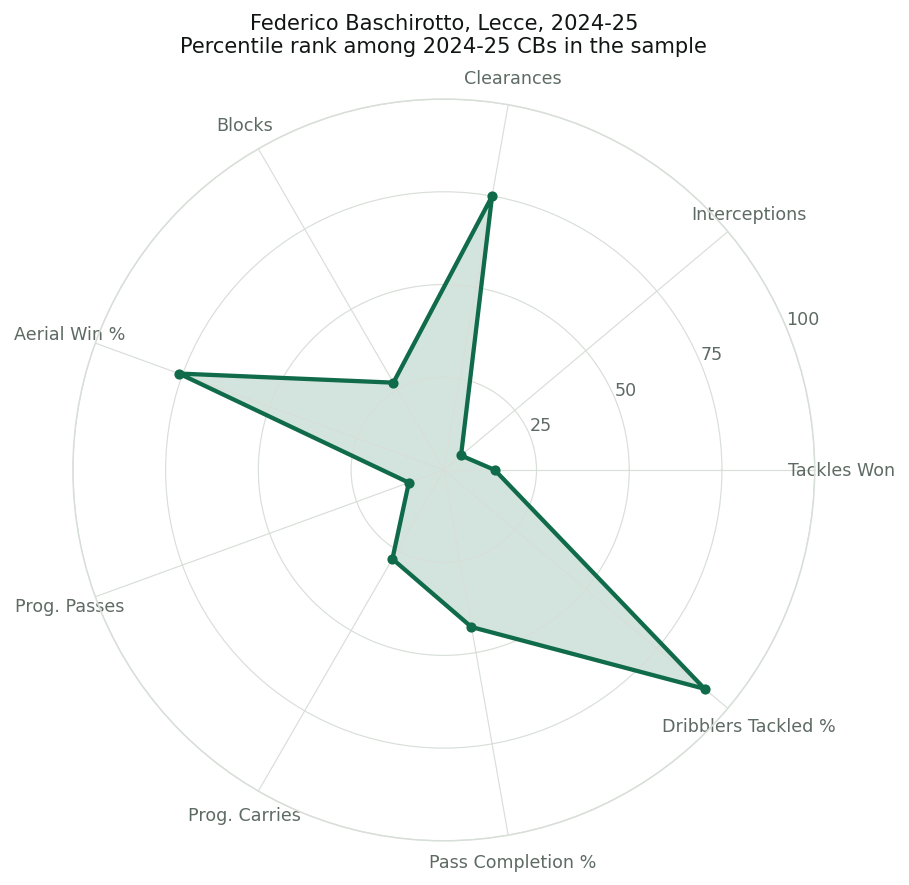 Federico Baschirotto, Lecce, 2024-25
Percentile rank among 2024-25 CBs in the sample
Clearances
Blocks
Interceptions
100
Aerial Win %
75
50
25
Tackles Won
Prog. Passes
Dribblers Tackled %
Prog. Carries
Pass Completion %